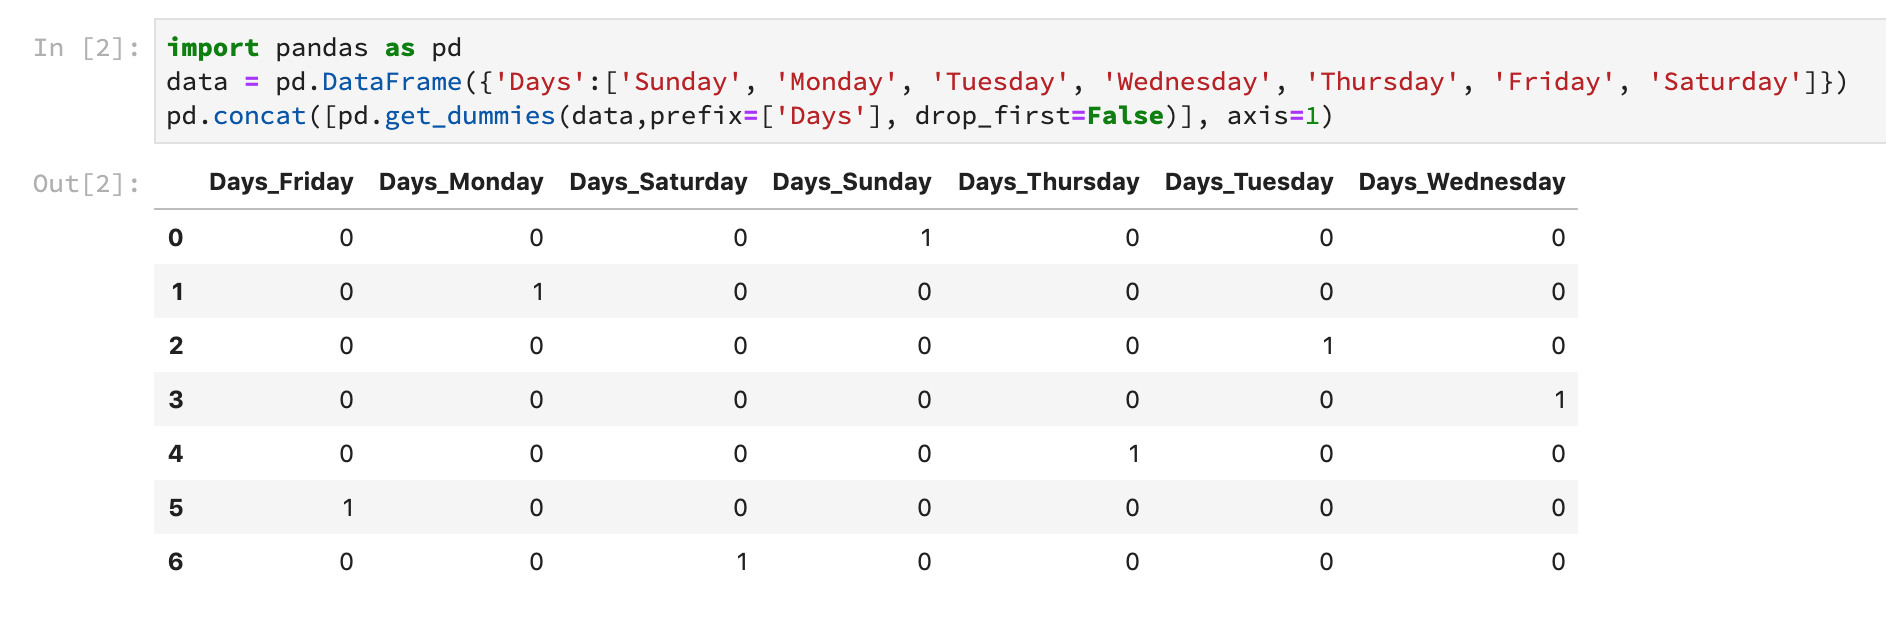 In [2]:
import pandas as pd
data = pd.DataFrame({'Days':['Sunday', 'Monday', 'Tuesday', 'Wednesday', 'Thursday', 'Friday', 'Saturday']})
pd.concat([pd.get_dummies(data,prefix=['Days'], drop_first=False)], axis=1)
Out[2]:
Days_Friday Days_Monday Days_Saturday Days_Sunday Days_Thursday Days_Tuesday Days_Wednesday
0 0 0 0 1 0 0 0
1 0 1 0 0 0 0 0
2 0 0 0 0 0 1 0
3 0 0 0 0 0 0 1
4 0 0 0 0 1 0 0
5 1 0 0 0 0 0 0
6 0 0 1 0 0 0 0